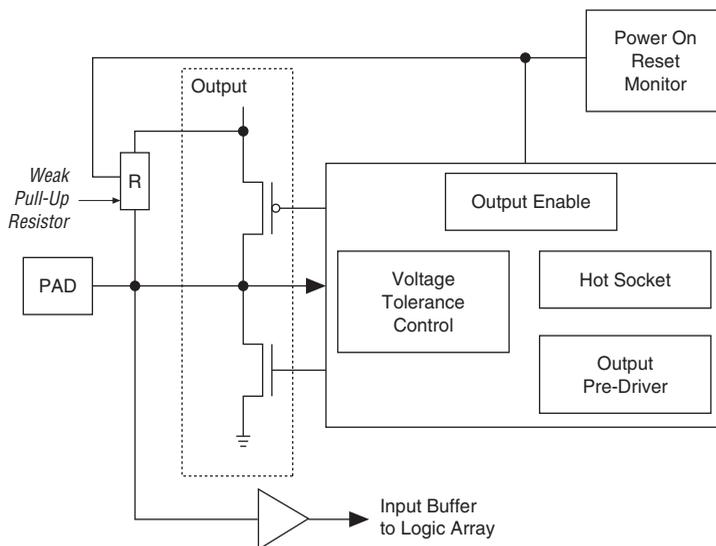 Power On
Reset
Monitor
Output
Weak
Pull-Up
Resistor
R
Output Enable
PAD
Voltage
Tolerance
Control
Hot Socket
Output
Pre-Driver
Input Buffer
to Logic Array